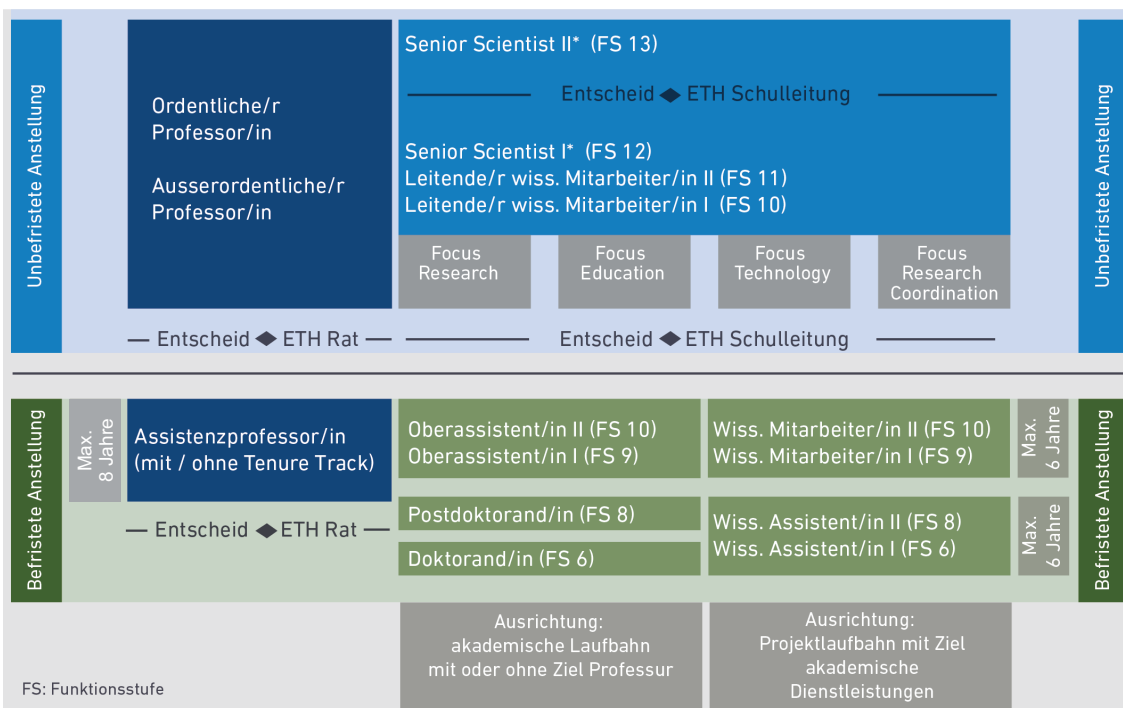 Unbefristete Anstellung
Ordentliche/r
Professor/in
Ausserordentliche/r
Professor/in
Senior Scientist II* (FS 13)
Entscheid ◆ ETH Schulleitung
Senior Scientist I* (FS 12)
Leitende/r wiss. Mitarbeiter/in II (FS 11)
Leitende/r wiss. Mitarbeiter/in I (FS 10)
Focus
Research
Focus
Education
Focus
Technology
Focus
Research
Coordination
Unbefristete Anstellung
Entscheid ◆ ETH Rat
Entscheid ◆ ETH Schulleitung
Befristete Anstellung
Max.
8 Jahre
Assistenzprofessor/in
(mit / ohne Tenure Track)
Entscheid ◆ ETH Rat
Oberassistent/in II (FS 10)
Oberassistent/in I (FS 9)
Postdoktorand/in (FS 8)
Doktorand/in (FS 6)
Wiss. Mitarbeiter/in II (FS 10)
Wiss. Mitarbeiter/in I (FS 9)
Wiss. Assistent/in II (FS 8)
Wiss. Assistent/in I (FS 6)
Max.
6 Jahre
Max.
6 Jahre
Befristete Anstellung
Ausrichtung:
akademische Laufbahn
mit oder ohne Ziel Professur
Ausrichtung:
Projektlaufbahn mit Ziel
akademische
Dienstleistungen
FS: Funktionsstufe